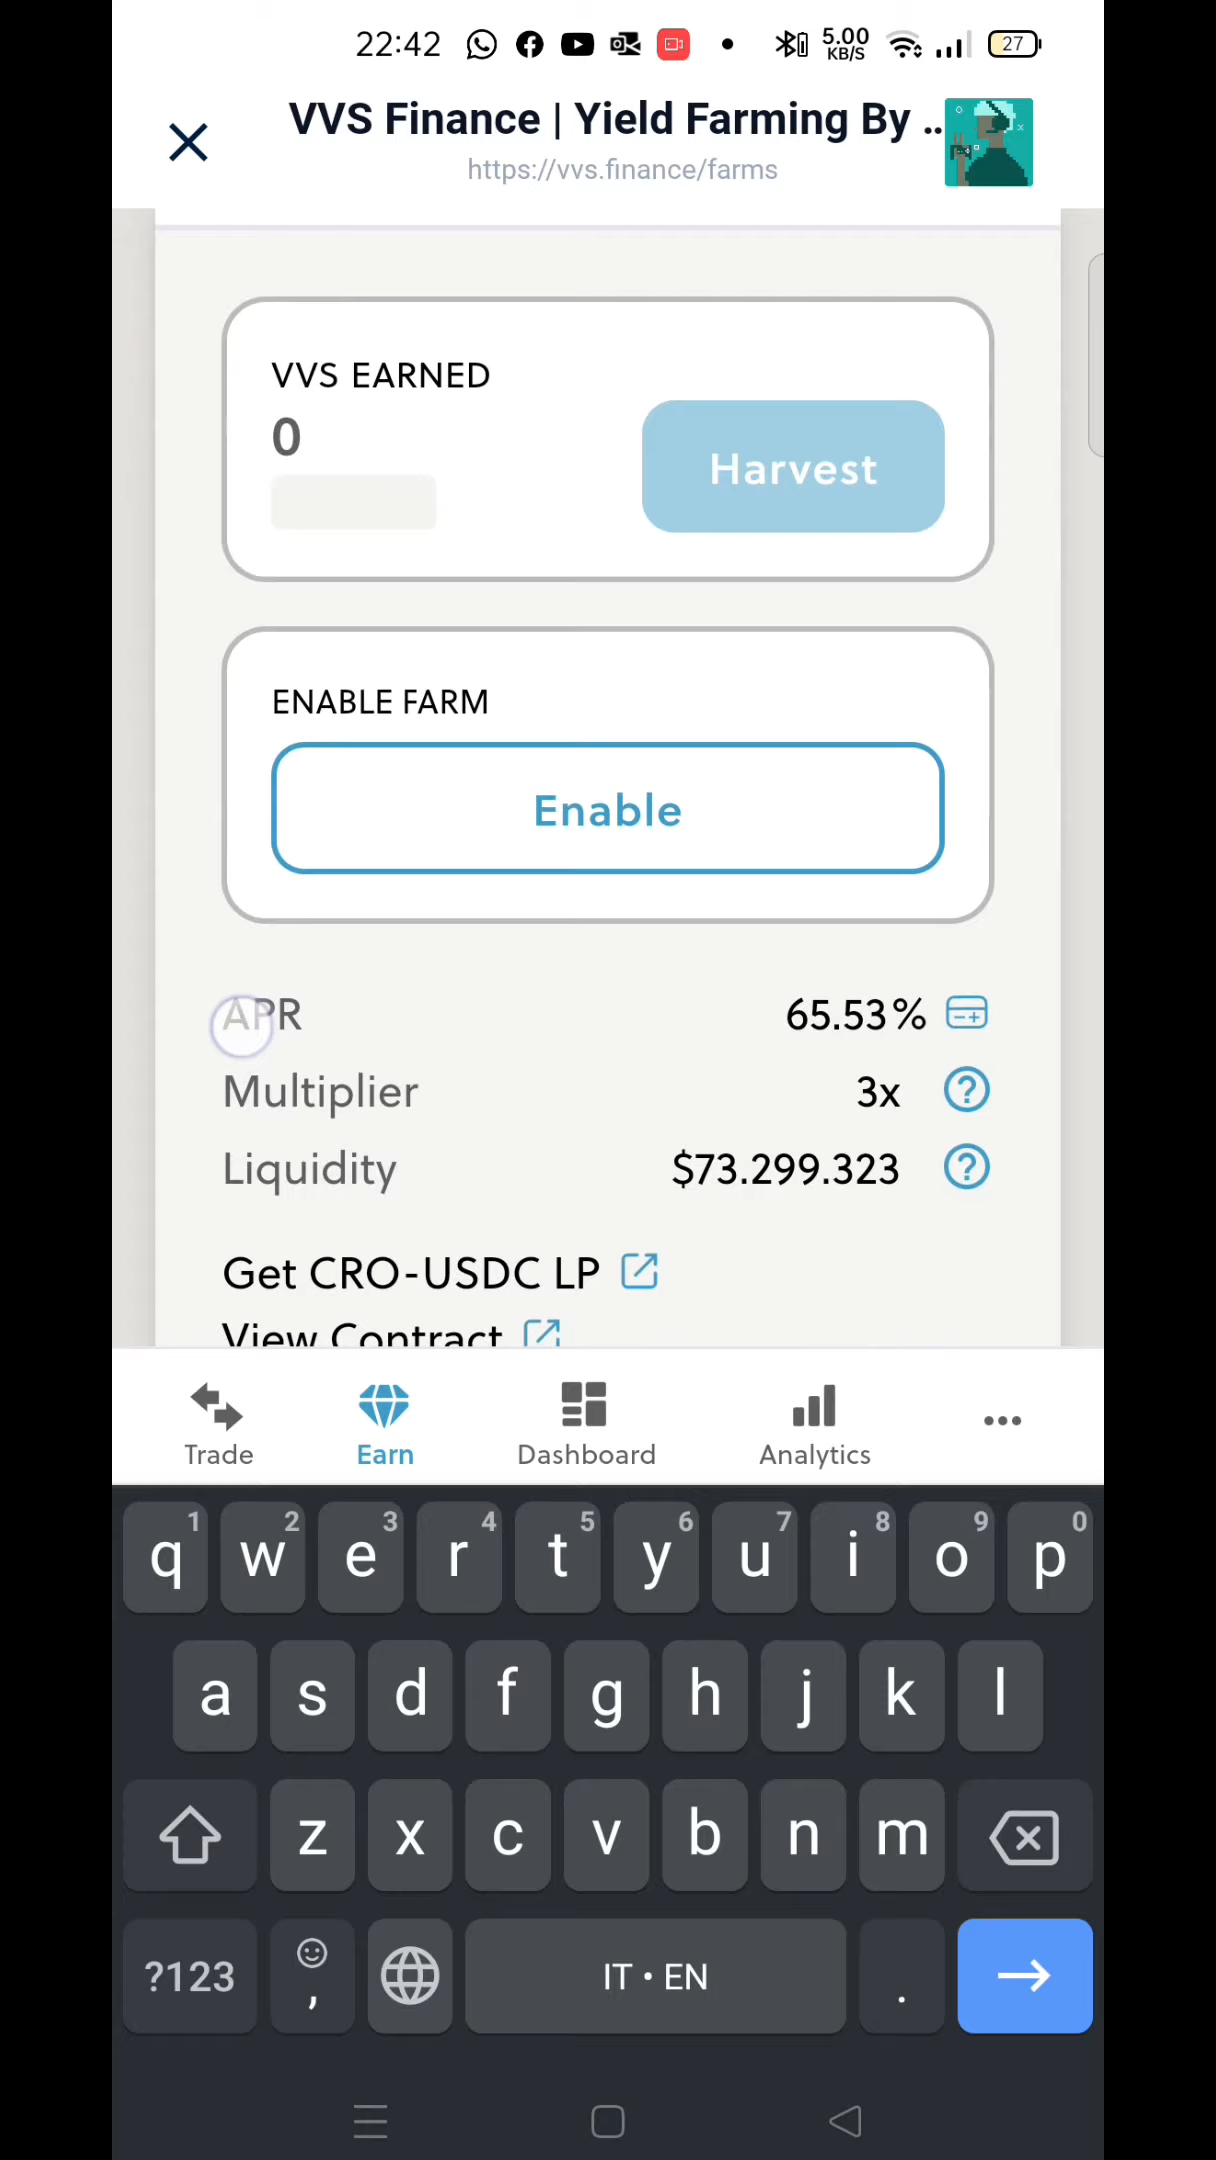 22:42 5.00 KB/S 27
VVS Finance | Yield Farming By ..
https://vvs.finance/farms
VVS EARNED
0
Harvest
ENABLE FARM
Enable
APR 65.53%
Multiplier 3x
Liquidity $73.299.323
Get CRO-USDC LP
View Contract
Trade Earn Dashboard Analytics
q 1 w 2 e 3 r 4 t 5 y 6 u 7 i 8 o 9 p 0
a s d f g h j k l
z x c v b n m
?123 , IT • EN .